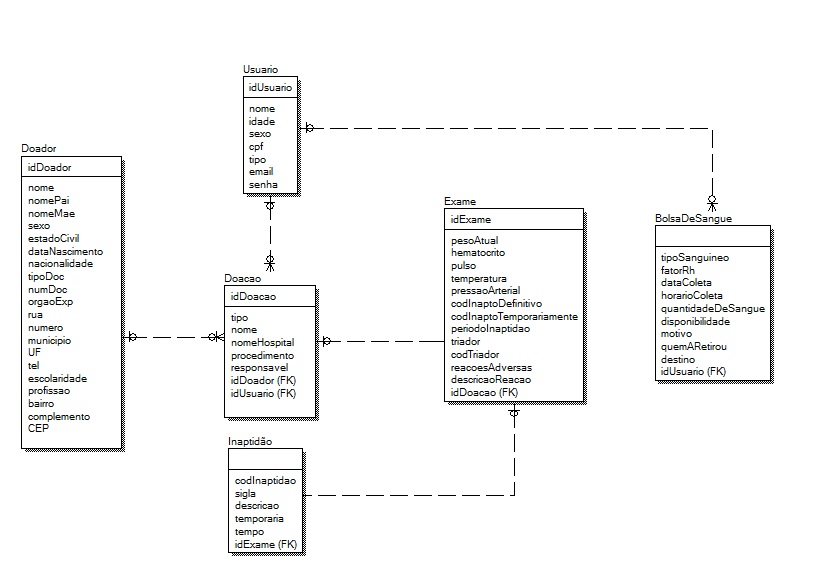 Usuario
idUsuario
nome
idade
sexo
cpf
tipo
email
senha
Doador
idDoador
nome
nomePai
nomeMae
sexo
estadoCivil
dataNascimento
nacionalidade
tipoDoc
numDoc
orgaoExp
rua
numero
municipio
UF
tel
escolaridade
profissao
bairro
complemento
CEP
Doacao
idDoacao
tipo
nome
nomeHospital
procedimento
responsavel
idDoador (FK)
idUsuario (FK)
Exame
idExame
pesoAtual
hematocrito
pulso
temperatura
pressaoArterial
codInaptoDefinitivo
codInaptoTemporariamente
periodoInaptidao
triador
codTriador
reacoesAdversas
descricaoReacao
idDoacao (FK)
BolsaDeSangue
tipoSanguineo
fatorRh
dataColeta
horarioColeta
quantidadeDeSangue
disponibilidade
motivo
quemARetirou
destino
idUsuario (FK)
Inaptidão
codInaptidao
sigla
descricao
temporaria
tempo
idExame (FK)